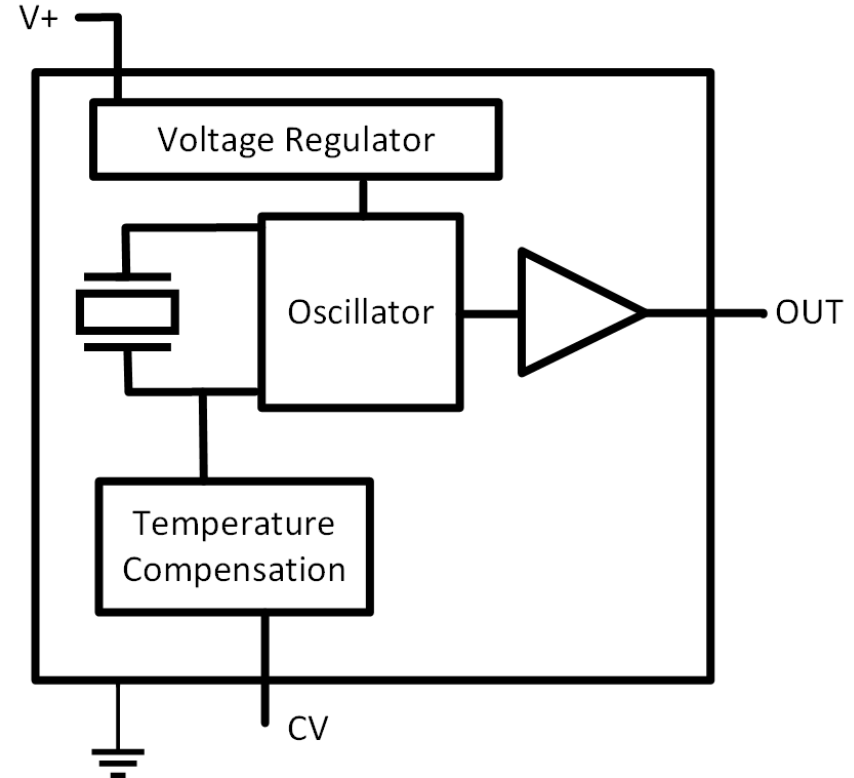 V+
Voltage Regulator
Oscillator
OUT
Temperature
Compensation
CV